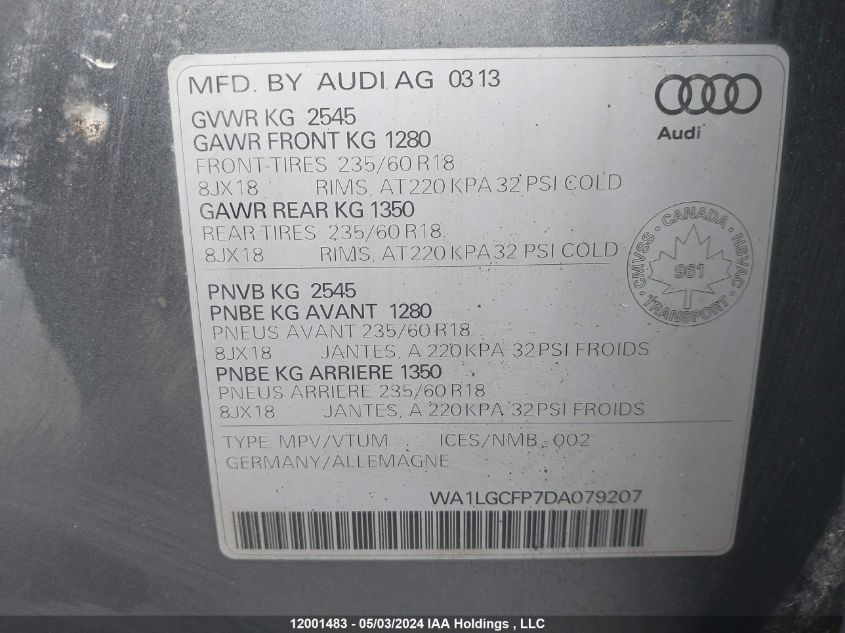 MFD. BY AUDI AG 03 13
Audi
GVWR KG 2545
GAWR FRONT KG 1280
FRONT-TIRES 235/60 R18
8JX18 RIMS, AT 220 KPA 32 PSI COLD
GAWR REAR KG 1350
REAR-TIRES 235/60 R18
8JX18 RIMS, AT 220 KPA 32 PSI COLD
CMVSS - CANADA - NSVAC
961
TRANSPORT
PNVB KG 2545
PNBE KG AVANT 1280
PNEUS AVANT 235/60 R18
8JX18 JANTES, A 220 KPA 32 PSI FROIDS
PNBE KG ARRIERE 1350
PNEUS ARRIERE 235/60 R18
8JX18 JANTES, A 220 KPA 32 PSI FROIDS
TYPE: MPV/VTUM ICES/NMB-002
GERMANY/ALLEMAGNE
WA1LGCFP7DA079207
12001483 - 05/03/2024 IAA Holdings , LLC